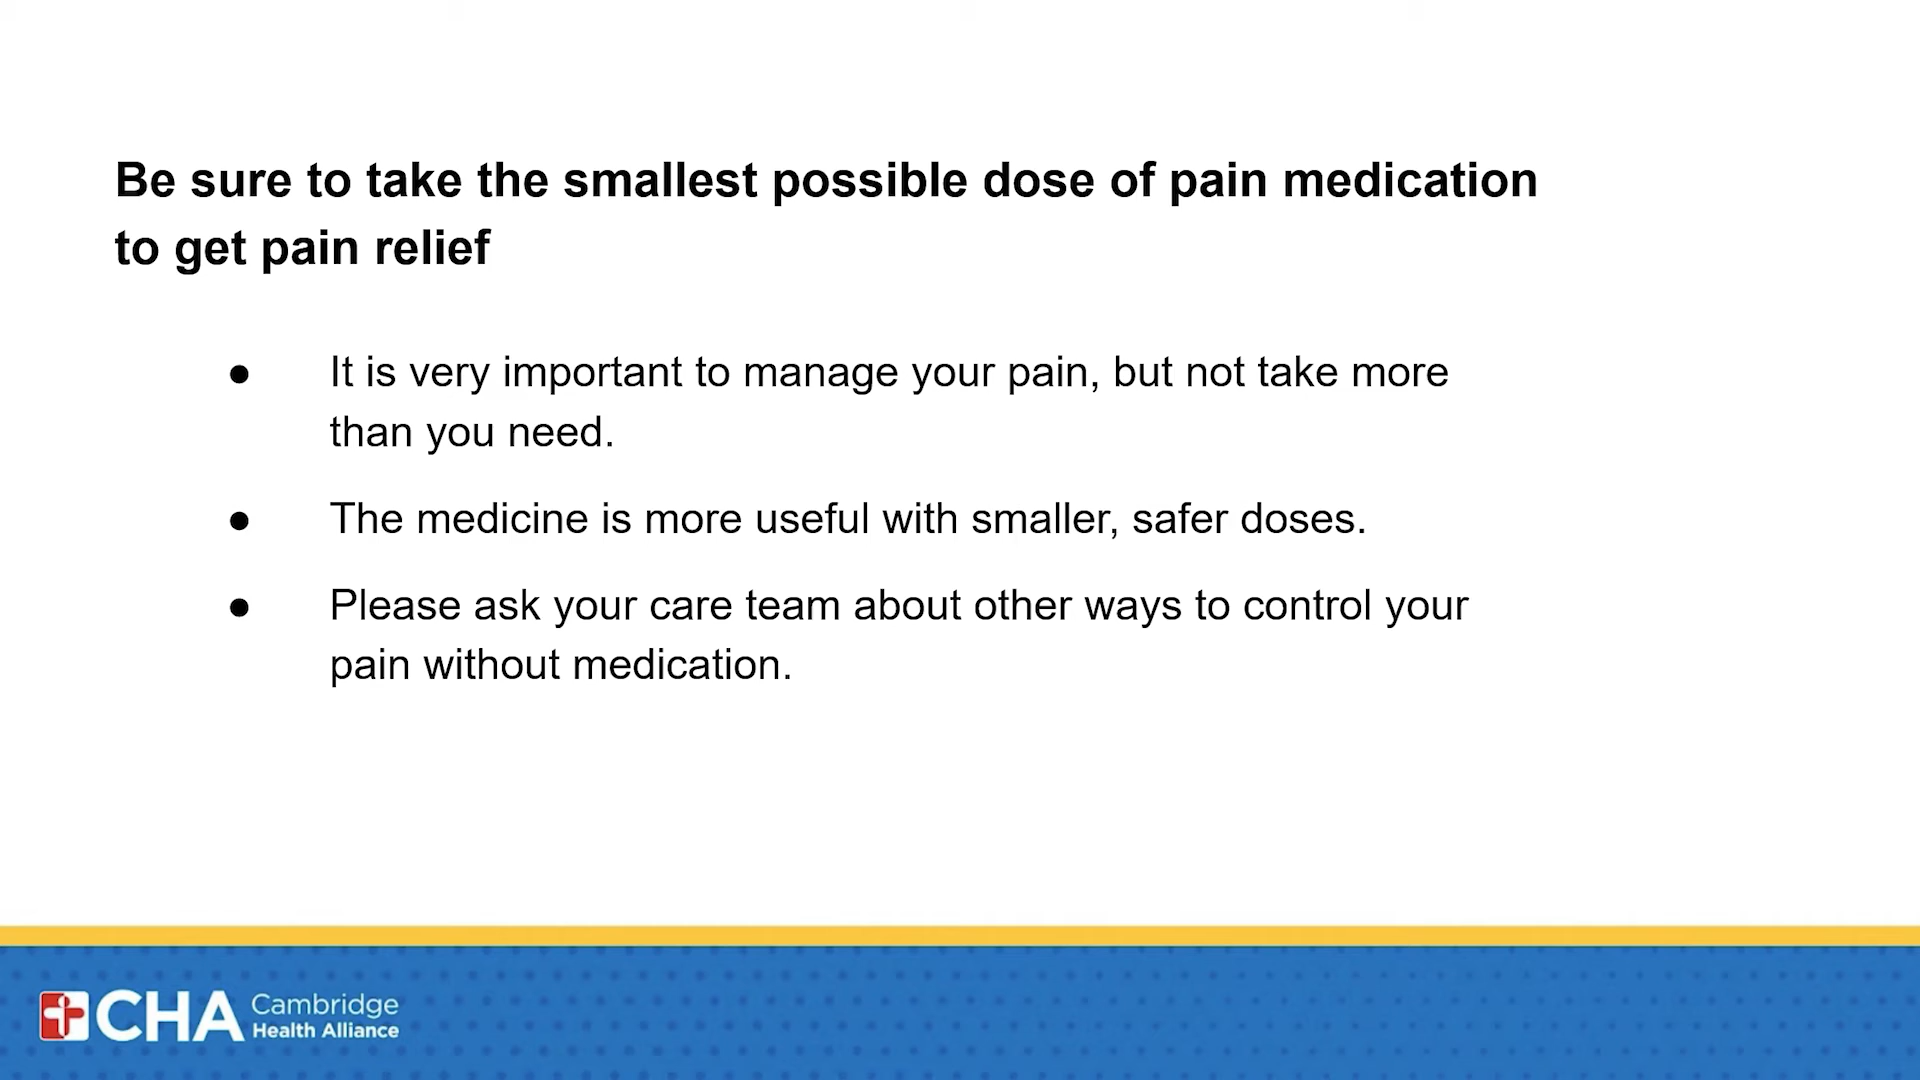 Be sure to take the smallest possible dose of pain medication
to get pain relief
● It is very important to manage your pain, but not take more
than you need.
● The medicine is more useful with smaller, safer doses.
● Please ask your care team about other ways to control your
pain without medication.
CHA Cambridge
Health Alliance